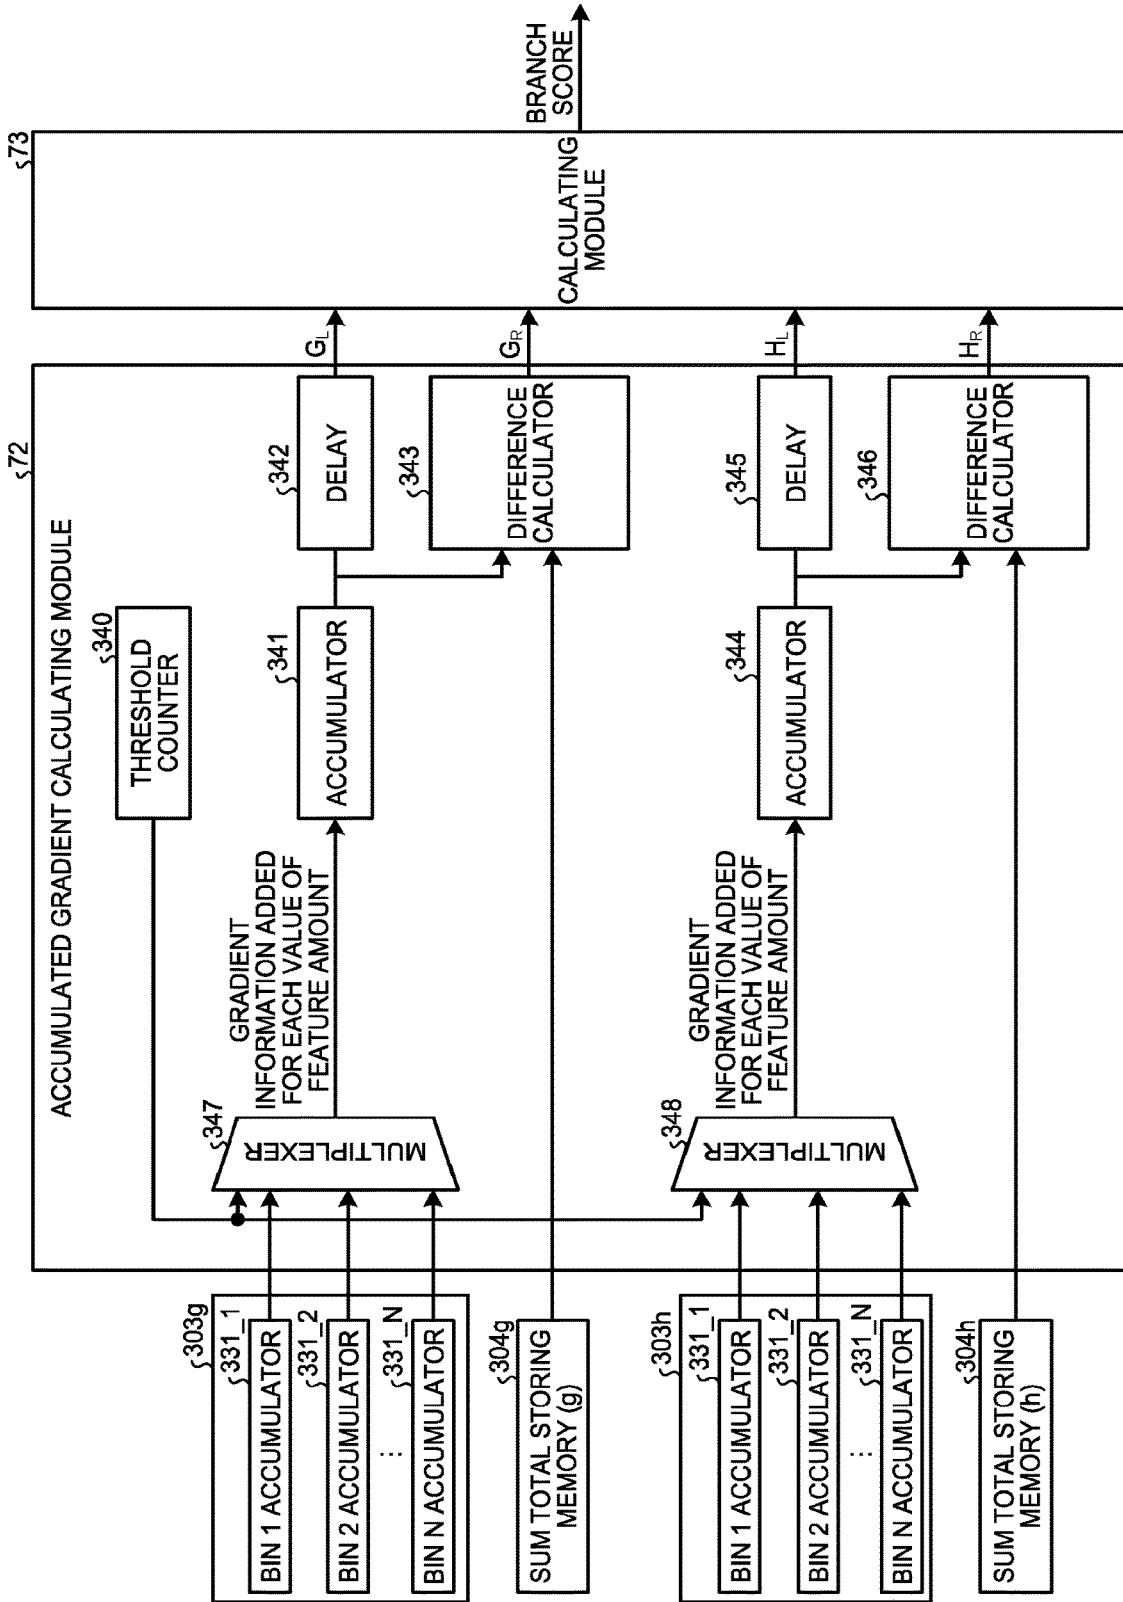 ACCUMULATED GRADIENT CALCULATING MODULE
72
73
303g
331_1
BIN 1 ACCUMULATOR
331_2
BIN 2 ACCUMULATOR
...
331_N
BIN N ACCUMULATOR
304g
SUM TOTAL STORING
MEMORY (g)
303h
331_1
BIN 1 ACCUMULATOR
331_2
BIN 2 ACCUMULATOR
...
331_N
BIN N ACCUMULATOR
304h
SUM TOTAL STORING
MEMORY (h)
340
THRESHOLD
COUNTER
347
MULTIPLEXER
GRADIENT
INFORMATION ADDED
FOR EACH VALUE OF
FEATURE AMOUNT
341
ACCUMULATOR
342
DELAY
GL
343
DIFFERENCE
CALCULATOR
GR
348
MULTIPLEXER
GRADIENT
INFORMATION ADDED
FOR EACH VALUE OF
FEATURE AMOUNT
344
ACCUMULATOR
345
DELAY
HL
346
DIFFERENCE
CALCULATOR
HR
CALCULATING
MODULE
BRANCH
SCORE